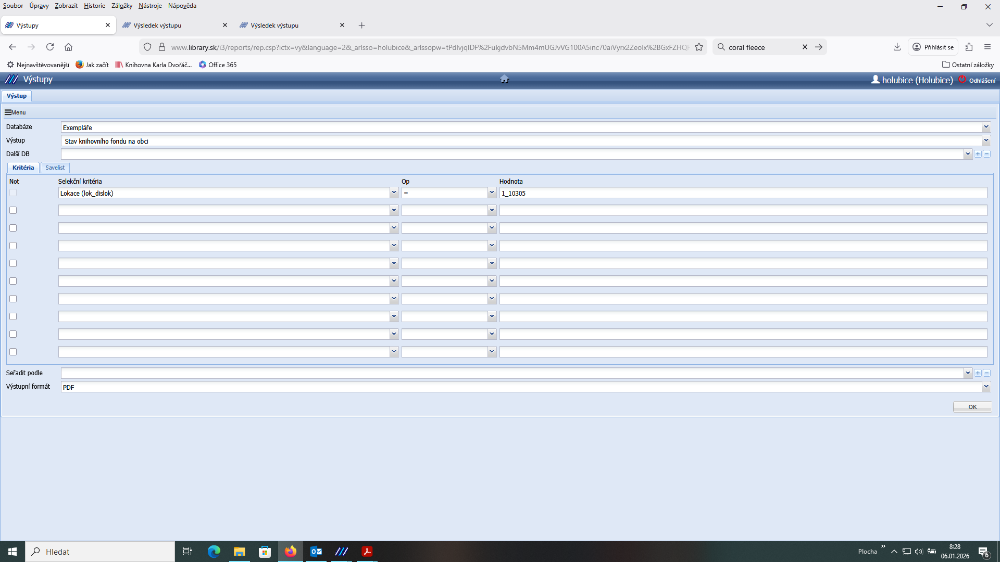 Soubor Úpravy Zobrazit Historie Záložky Nástroje Nápověda
Výstupy
Výsledek výstupu
Výsledek výstupu
www.library.sk/i3/reports/rep.csp?ictx=vy&language=2&_arlsso=holubice&_arlssopw=tPdIvjqIDF%2FukjdvbN5Mm4mUGJvVG100A5inc70aiVyrx2ZeoIx%2BGxFZHQF
coral fleece
Přihlásit se
Nejnavštěvovanější
Jak začít
Knihovna Karla Dvořáč...
Office 365
Ostatní záložky
Výstupy
holubice (Holubice)
Odhlášení
Výstup
Menu
Databáze Exempláře
Výstup Stav knihovního fondu na obci
Další DB
Kritéria Savelist
Not Selekční kritéria Op Hodnota
Lokace (lok_dislok) = 1_10305
Seřadit podle
Výstupní formát PDF
OK
Hledat
Plocha
8:28
06.01.2026
6